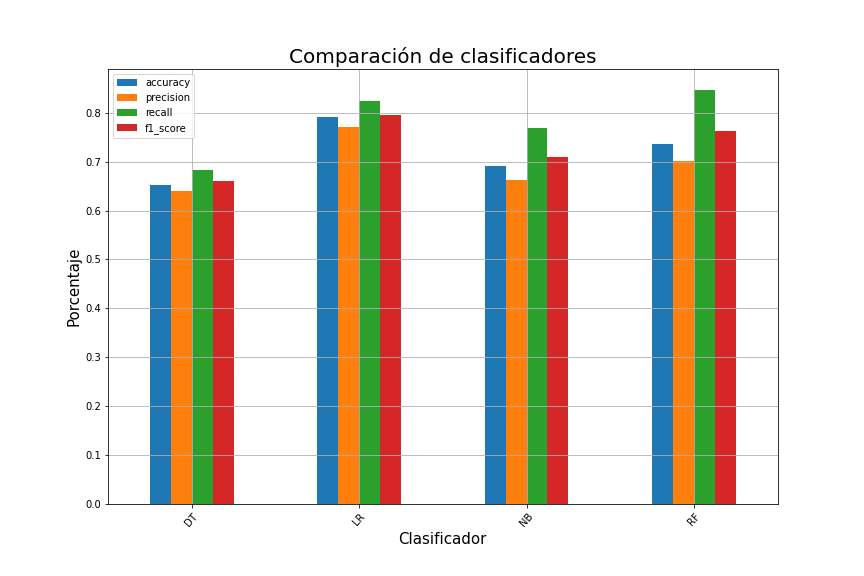 Comparación de clasificadores
accuracy
precision
recall
f1_score
Porcentaje
0.8
0.7
0.6
0.5
0.4
0.3
0.2
0.1
0.0
DT
LR
NB
RF
Clasificador